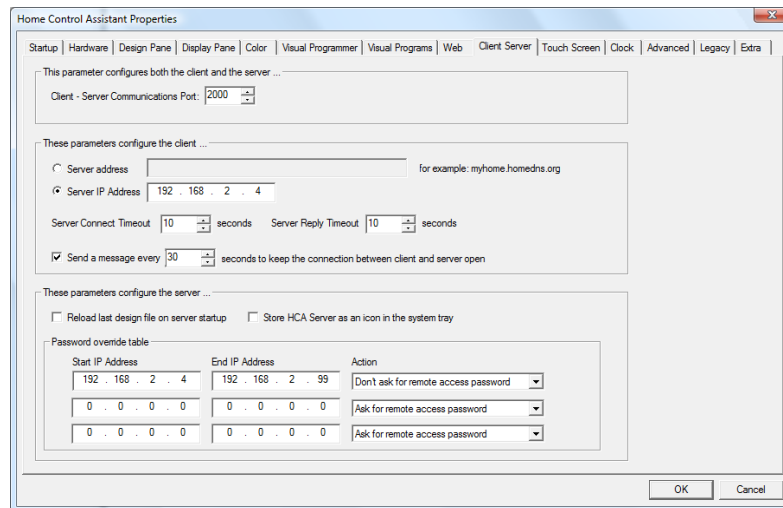 Home Control Assistant Properties
Startup Hardware Design Pane Display Pane Color Visual Programmer Visual Programs Web Client Server Touch Screen Clock Advanced Legacy Extra
This parameter configures both the client and the server ...
Client - Server Communications Port: 2000
These parameters configure the client ...
Server address for example: myhome.homedns.org
Server IP Address 192 . 168 . 2 . 4
Server Connect Timeout 10 seconds Server Reply Timeout 10 seconds
Send a message every 30 seconds to keep the connection between client and server open
These parameters configure the server ...
Reload last design file on server startup Store HCA Server as an icon in the system tray
Password override table
Start IP Address End IP Address Action
192 . 168 . 2 . 4 192 . 168 . 2 . 99 Don't ask for remote access password
0 . 0 . 0 . 0 0 . 0 . 0 . 0 Ask for remote access password
0 . 0 . 0 . 0 0 . 0 . 0 . 0 Ask for remote access password
OK Cancel